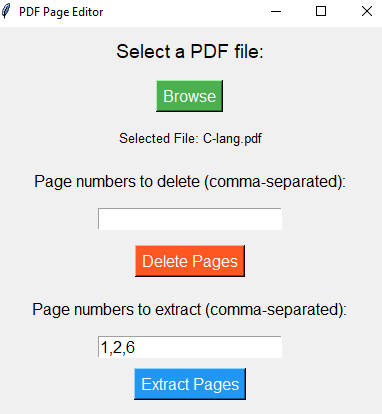 PDF Page Editor
Select a PDF file:
Browse
Selected File: C-lang.pdf
Page numbers to delete (comma-separated):
Delete Pages
Page numbers to extract (comma-separated):
1,2,6
Extract Pages